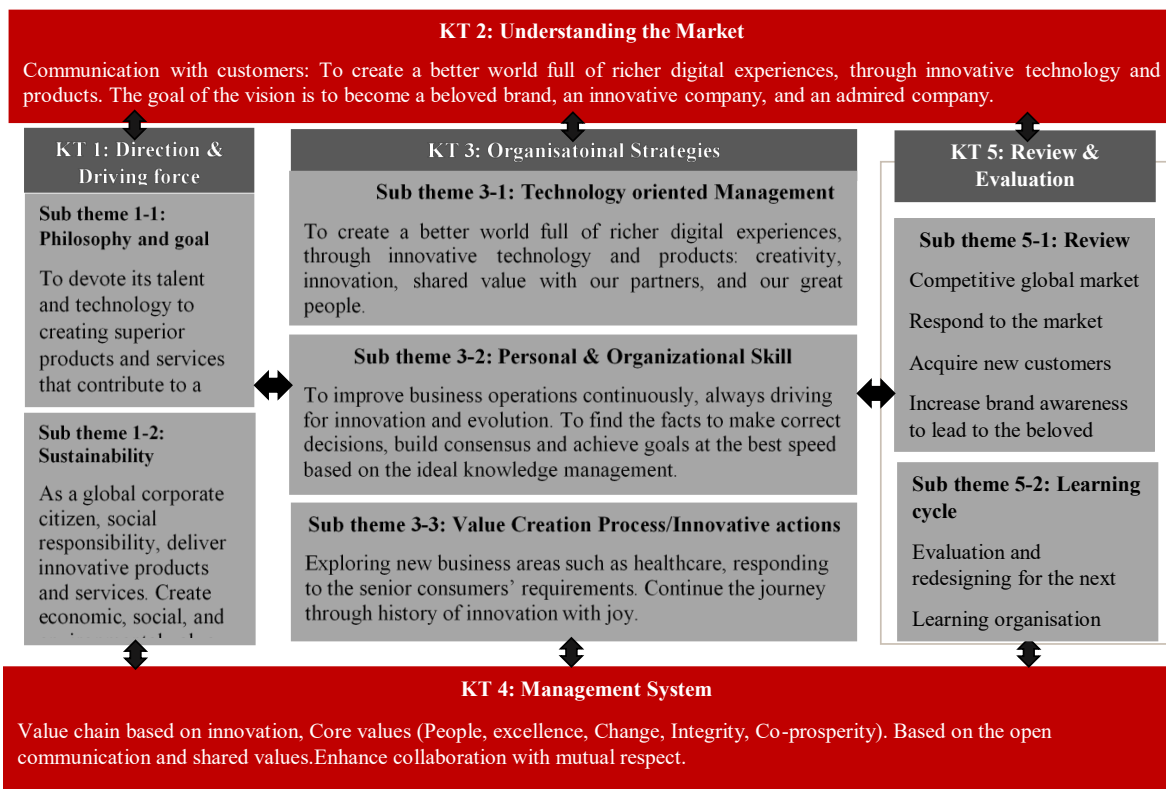 KT 2: Understanding the Market
Communication with customers: To create a better world full of richer digital experiences, through innovative technology and
products. The goal of the vision is to become a beloved brand, an innovative company, and an admired company.
KT 1: Direction &
Driving force
Sub theme 1-1:
Philosophy and goal
To devote its talent
and technology to
creating superior
products and services
that contribute to a
Sub theme 1-2:
Sustainability
As a global corporate
citizen, social
responsibility, deliver
innovative products
and services. Create
economic, social, and
KT 3: Organisatoinal Strategies
Sub theme 3-1: Technology oriented Management
To create a better world full of richer digital experiences,
through innovative technology and products: creativity,
innovation, shared value with our partners, and our great
people.
Sub theme 3-2: Personal & Organizational Skill
To improve business operations continuously, always driving
for innovation and evolution. To find the facts to make correct
decisions, build consensus and achieve goals at the best speed
based on the ideal knowledge management.
Sub theme 3-3: Value Creation Process/Innovative actions
Exploring new business areas such as healthcare, responding
to the senior consumers’ requirements. Continue the journey
through history of innovation with joy.
KT 5: Review &
Evaluation
Sub theme 5-1: Review
Competitive global market
Respond to the market
Acquire new customers
Increase brand awareness
to lead to the beloved
Sub theme 5-2: Learning
cycle
Evaluation and
redesigning for the next
Learning organisation
KT 4: Management System
Value chain based on innovation, Core values (People, excellence, Change, Integrity, Co-prosperity). Based on the open
communication and shared values.Enhance collaboration with mutual respect.